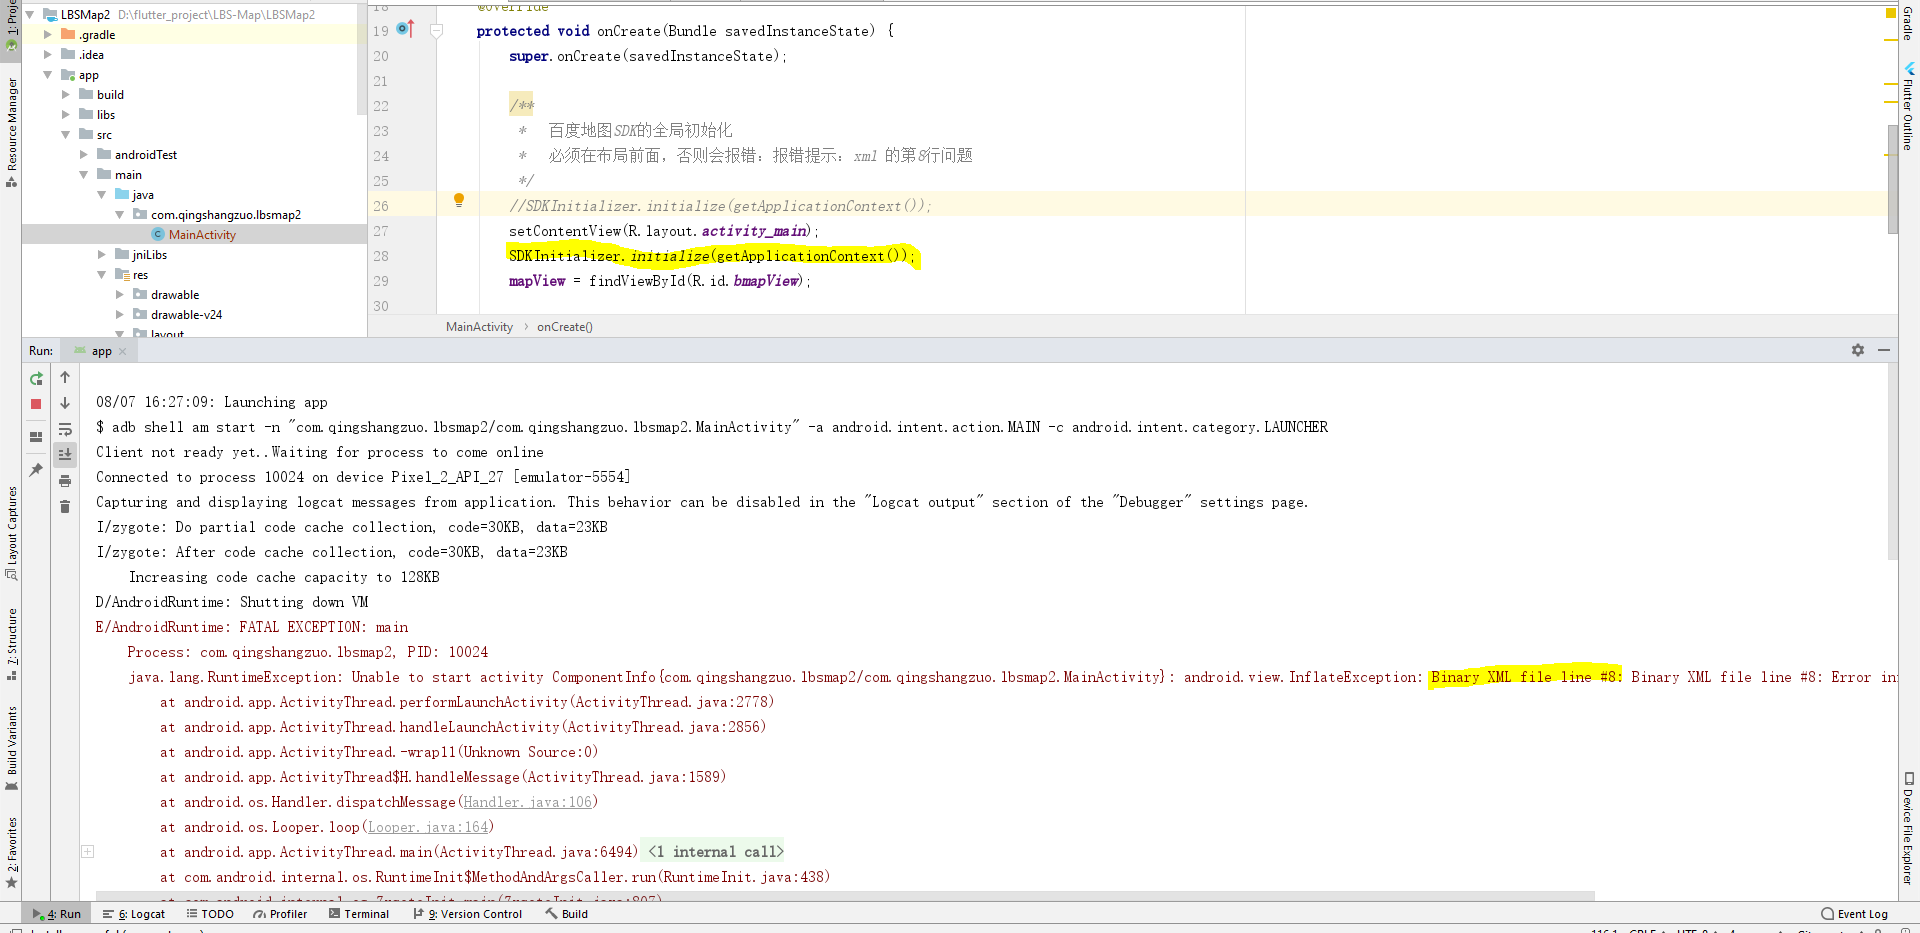 1: Proje
Resource Manager
Layout Captures
7: Structure
Build Variants
2: Favorites
LBSMap2 D:\flutter_project\LBS-Map\LBSMap2
.gradle
.idea
app
build
libs
src
androidTest
main
java
com.qingshangzuo.lbsmap2
MainActivity
jniLibs
res
drawable
drawable-v24
layout
18 @Override
19 protected void onCreate(Bundle savedInstanceState) {
20 super.onCreate(savedInstanceState);
21
22 /**
23 * 百度地图SDK的全局初始化
24 * 必须在布局前面，否则会报错：报错提示：xml 的第8行问题
25 */
26 //SDKInitializer.initialize(getApplicationContext());
27 setContentView(R.layout.activity_main);
28 SDKInitializer.initialize(getApplicationContext());
29 mapView = findViewById(R.id.bmapView);
30
MainActivity › onCreate()
Gradle
Flutter Outline
Device File Explorer
Run: app
08/07 16:27:09: Launching app
$ adb shell am start -n "com.qingshangzuo.lbsmap2/com.qingshangzuo.lbsmap2.MainActivity" -a android.intent.action.MAIN -c android.intent.category.LAUNCHER
Client not ready yet..Waiting for process to come online
Connected to process 10024 on device Pixel_2_API_27 [emulator-5554]
Capturing and displaying logcat messages from application. This behavior can be disabled in the "Logcat output" section of the "Debugger" settings page.
I/zygote: Do partial code cache collection, code=30KB, data=23KB
I/zygote: After code cache collection, code=30KB, data=23KB
Increasing code cache capacity to 128KB
D/AndroidRuntime: Shutting down VM
E/AndroidRuntime: FATAL EXCEPTION: main
Process: com.qingshangzuo.lbsmap2, PID: 10024
java.lang.RuntimeException: Unable to start activity ComponentInfo{com.qingshangzuo.lbsmap2/com.qingshangzuo.lbsmap2.MainActivity}: android.view.InflateException: Binary XML file line #8: Binary XML file line #8: Error in
at android.app.ActivityThread.performLaunchActivity(ActivityThread.java:2778)
at android.app.ActivityThread.handleLaunchActivity(ActivityThread.java:2856)
at android.app.ActivityThread.-wrap11(Unknown Source:0)
at android.app.ActivityThread$H.handleMessage(ActivityThread.java:1589)
at android.os.Handler.dispatchMessage(Handler.java:106)
at android.os.Looper.loop(Looper.java:164)
at android.app.ActivityThread.main(ActivityThread.java:6494) <1 internal call>
at com.android.internal.os.RuntimeInit$MethodAndArgsCaller.run(RuntimeInit.java:438)
at com.android.internal.os.ZygoteInit.main(ZygoteInit.java:807)
4: Run 6: Logcat TODO Profiler Terminal 9: Version Control Build Event Log